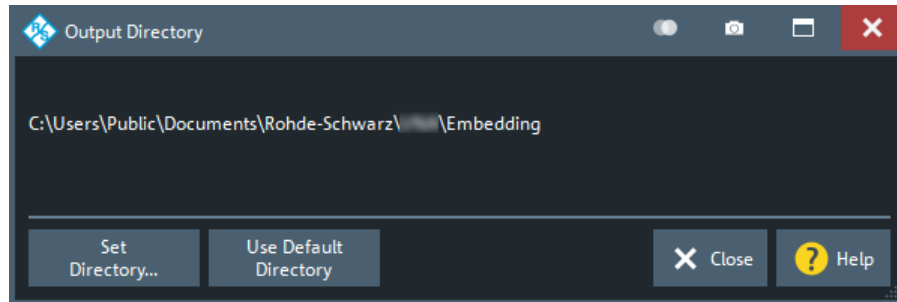 Output Directory
C:\Users\Public\Documents\Rohde-Schwarz\ \Embedding
Set
Directory...
Use Default
Directory
Close
Help